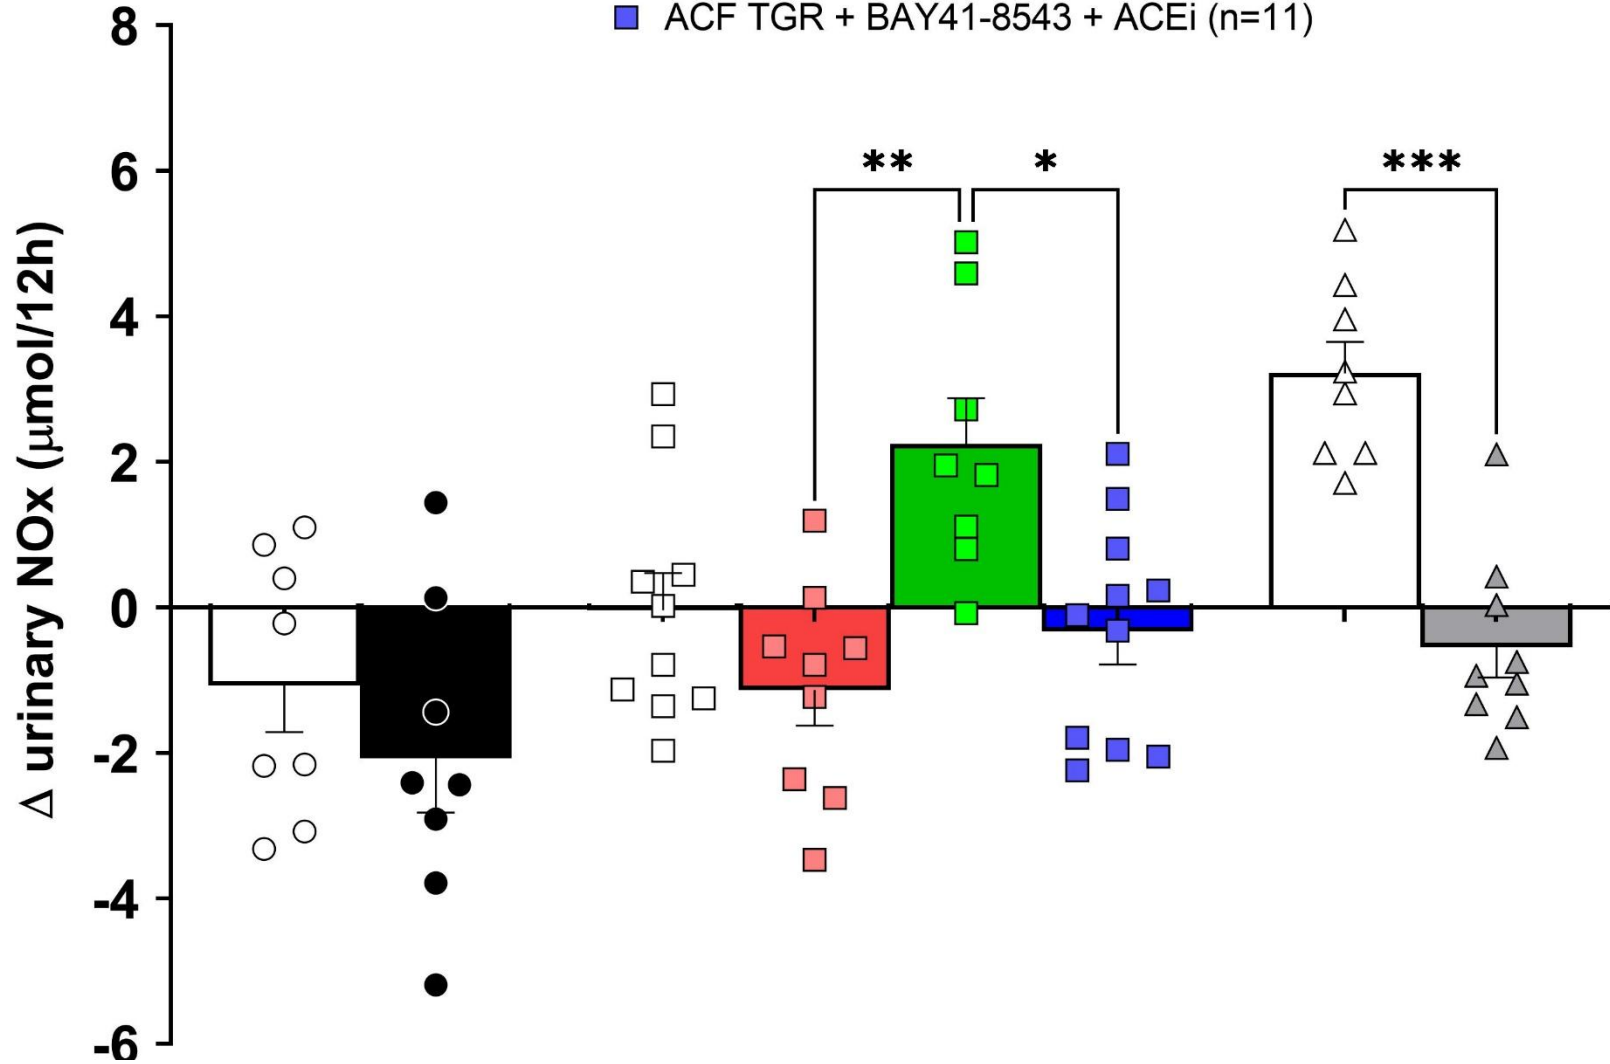 ACF TGR + BAY41-8543 + ACEi (n=11)
8
6
4
2
0
-2
-4
-6
Δ urinary NOx (μmol/12h)
** * ***